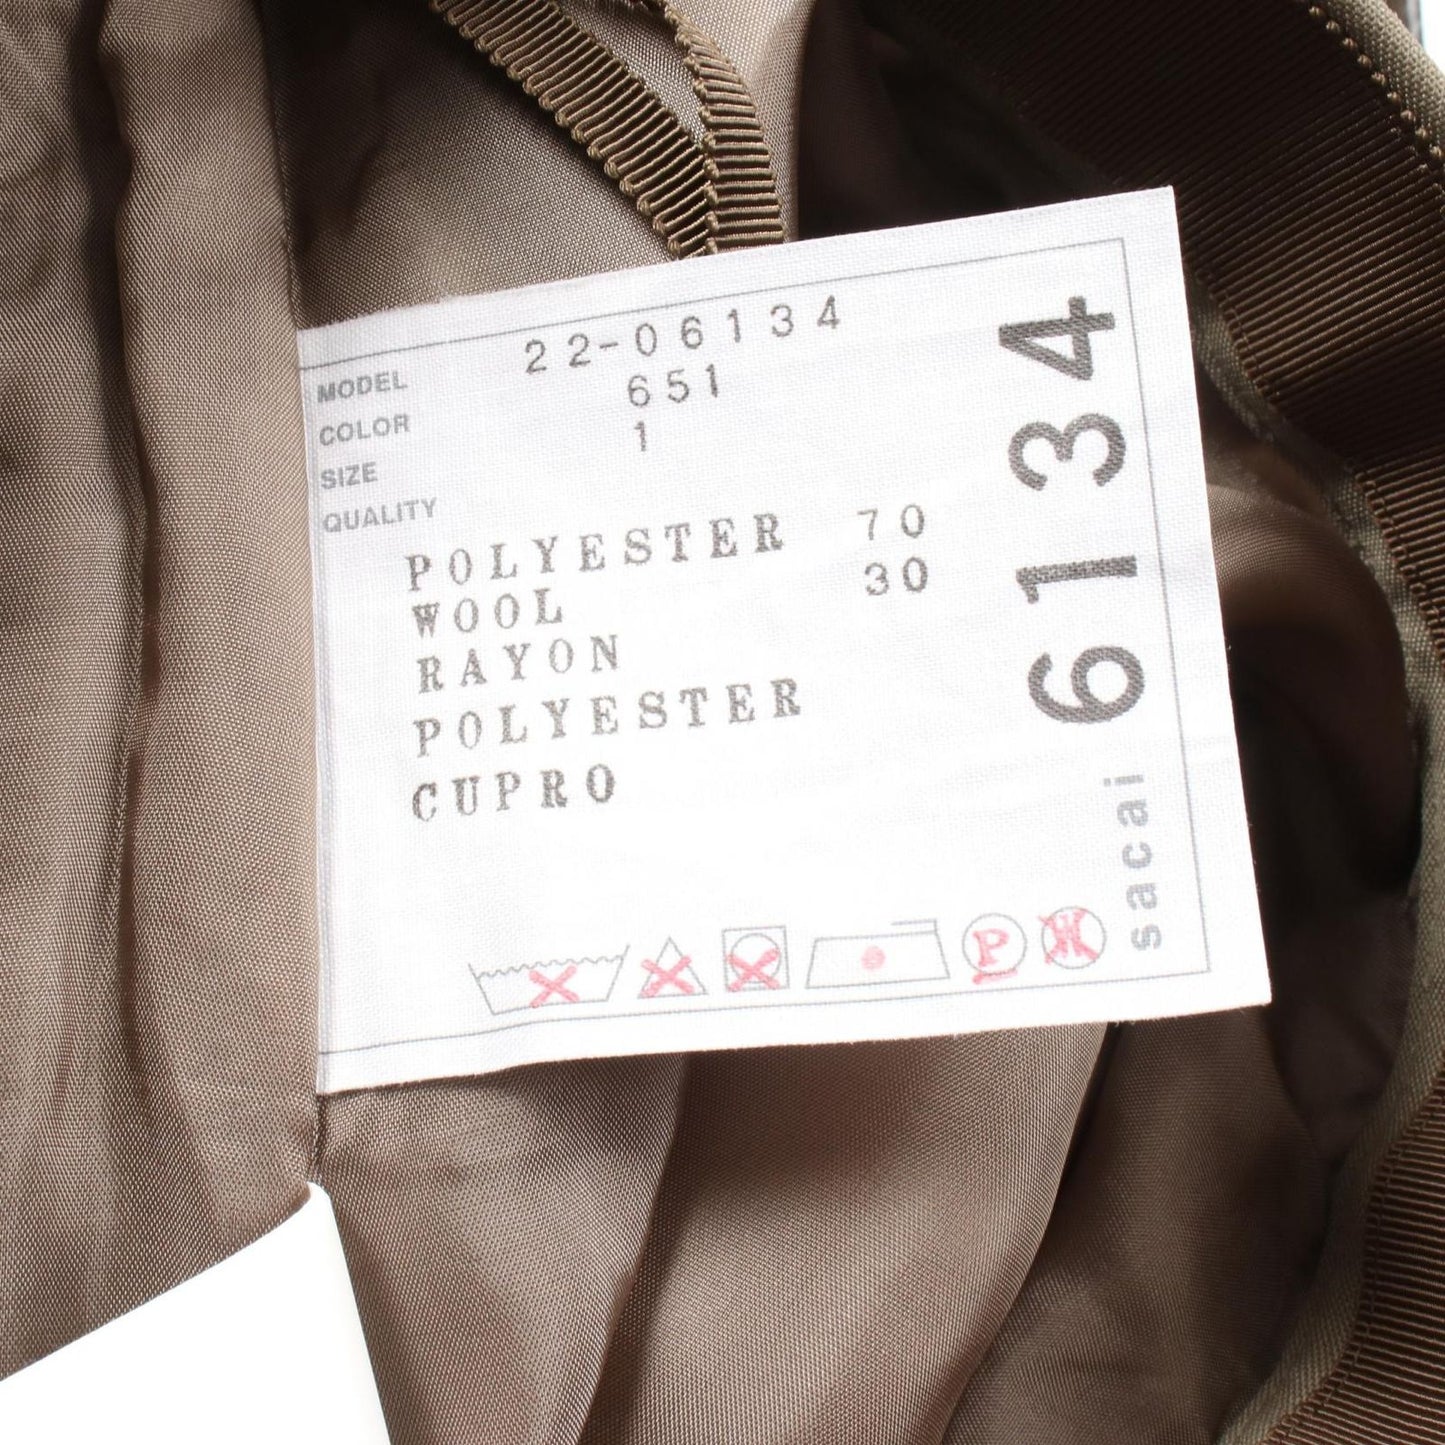 MODEL 22-06134
COLOR 651
SIZE 1
QUALITY
POLYESTER 70
WOOL 30
RAYON
POLYESTER
CUPRO
P
W
sacai 6134